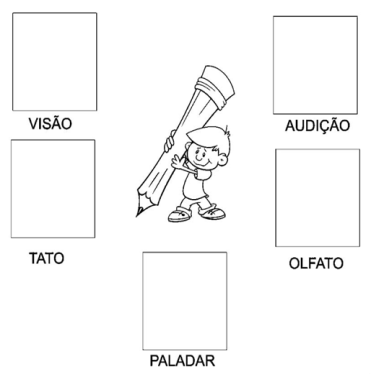 VISÃO
AUDIÇÃO
TATO
OLFATO
PALADAR